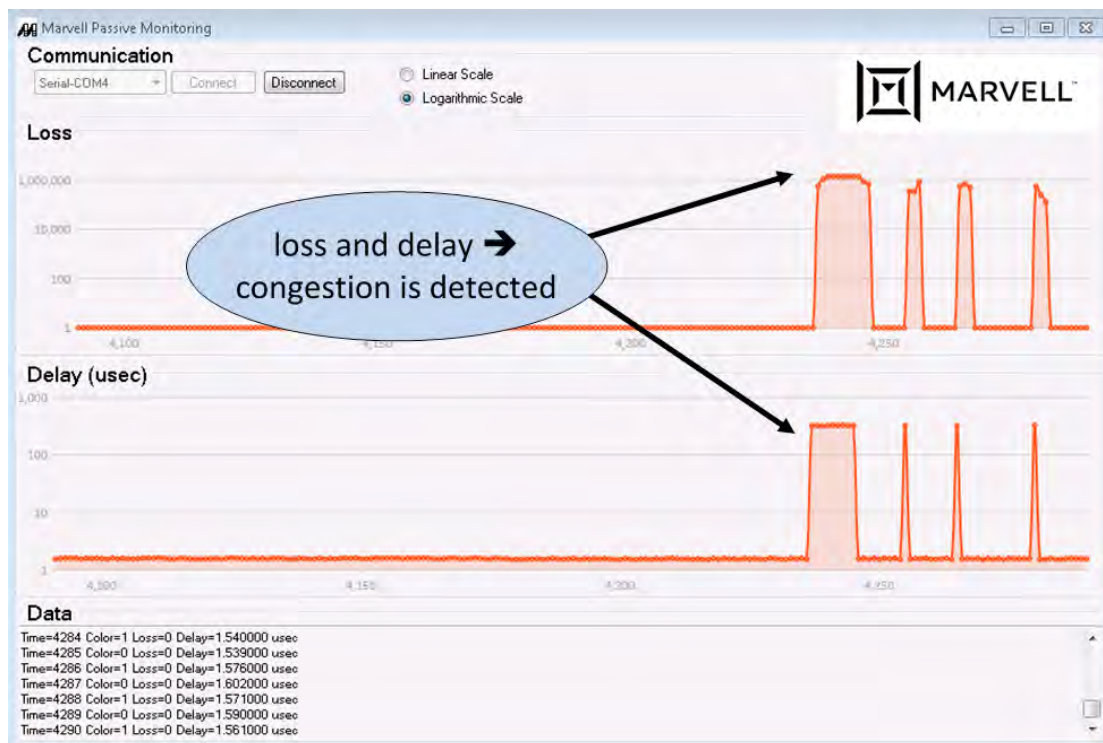 Marvell Passive Monitoring
Communication
Serial-COM4 Connect Disconnect
Linear Scale
Logarithmic Scale
MARVELL™
Loss
1,000,000
10,000
100
1
4,100 4,150 4,200 4,250
loss and delay ➔
congestion is detected
Delay (usec)
1,000
100
10
1
4,100 4,150 4,200 4,250
Data
Time=4284 Color=1 Loss=0 Delay=1.540000 usec
Time=4285 Color=0 Loss=0 Delay=1.539000 usec
Time=4286 Color=1 Loss=0 Delay=1.576000 usec
Time=4287 Color=0 Loss=0 Delay=1.602000 usec
Time=4288 Color=1 Loss=0 Delay=1.571000 usec
Time=4289 Color=0 Loss=0 Delay=1.590000 usec
Time=4290 Color=1 Loss=0 Delay=1.561000 usec